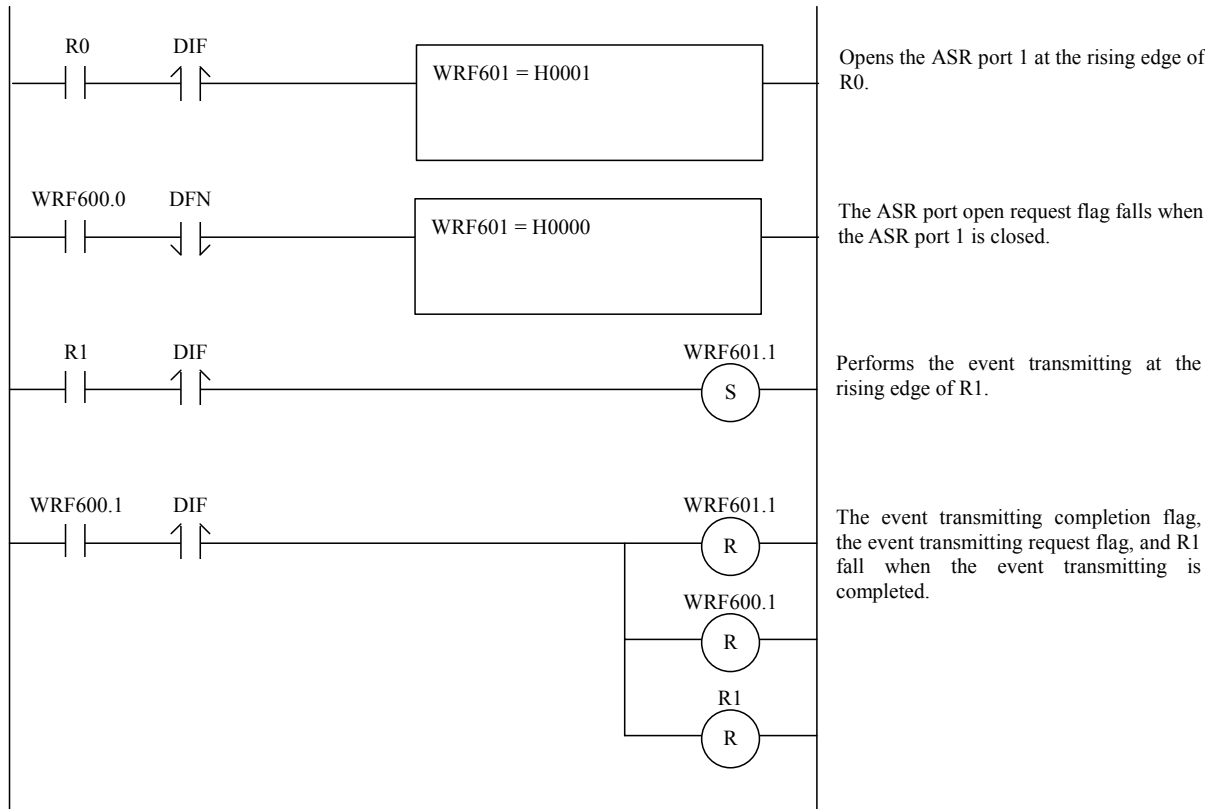 R0 DIF
WRF601 = H0001
Opens the ASR port 1 at the rising edge of
R0.
WRF600.0 DFN
WRF601 = H0000
The ASR port open request flag falls when
the ASR port 1 is closed.
R1 DIF WRF601.1
S
Performs the event transmitting at the
rising edge of R1.
WRF600.1 DIF WRF601.1
R
The event transmitting completion flag,
the event transmitting request flag, and R1
fall when the event transmitting is
completed.
WRF600.1
R
R1
R